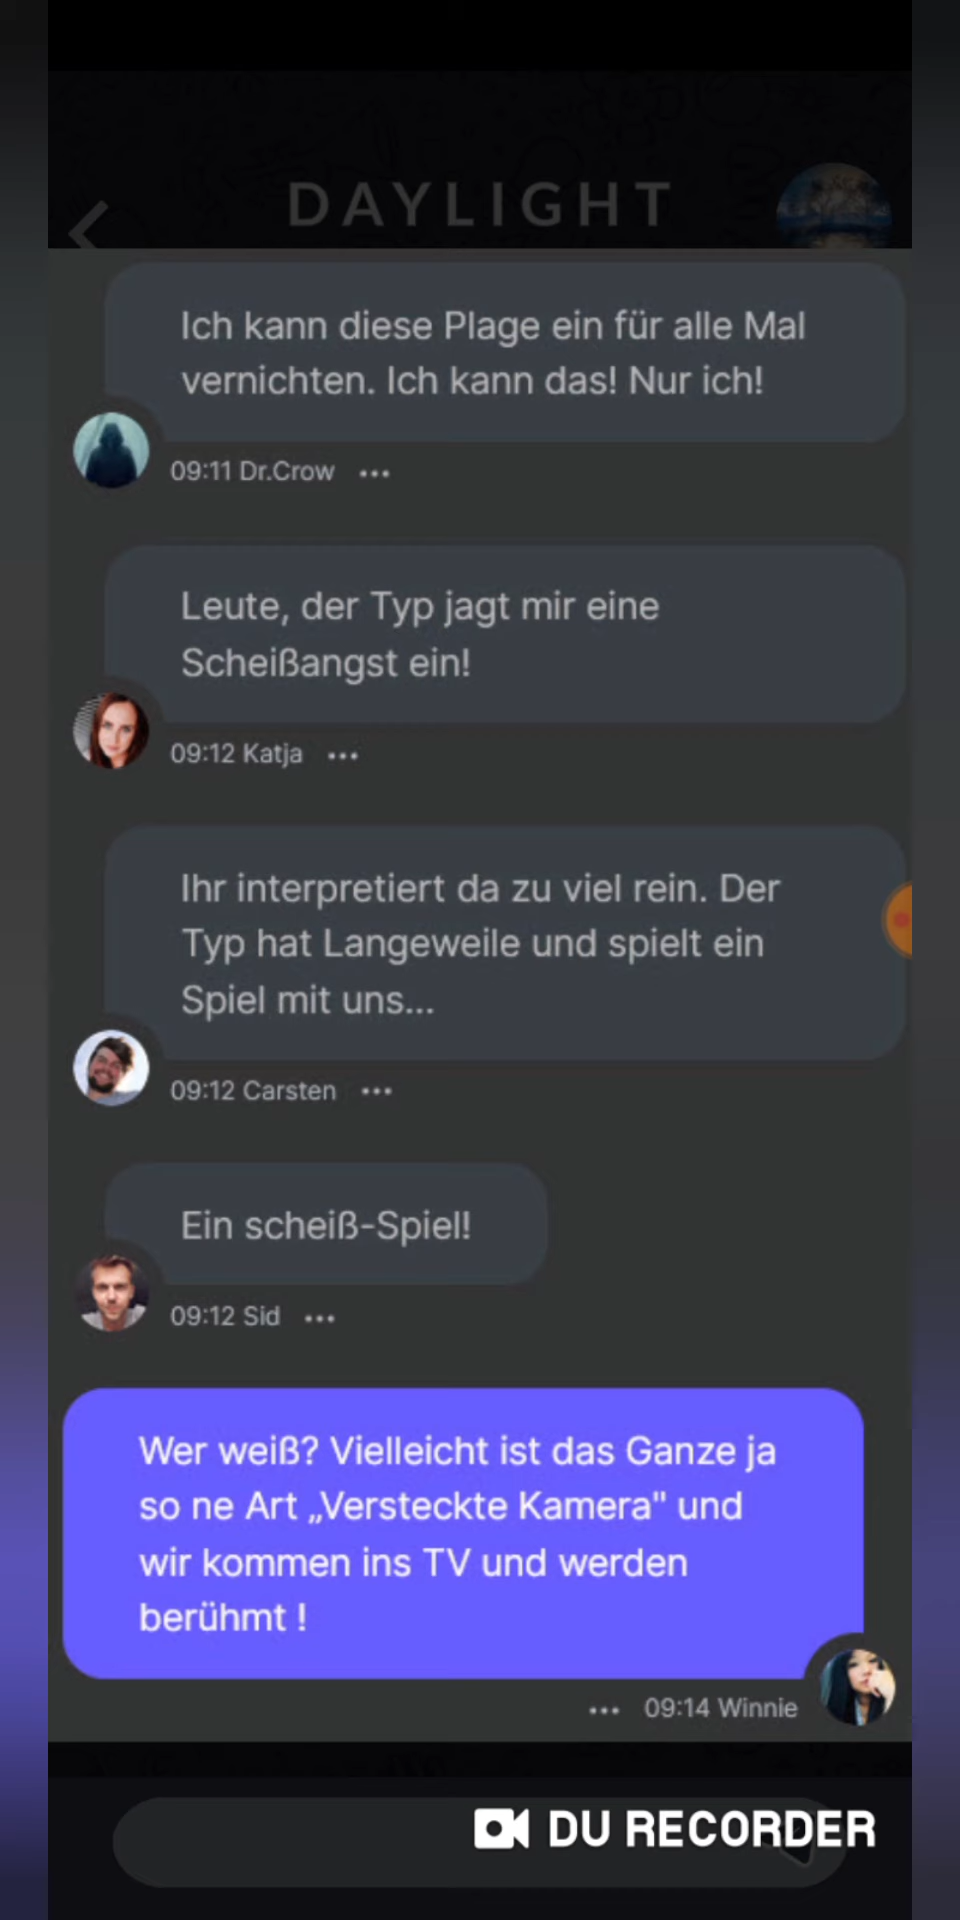 DAYLIGHT
Ich kann diese Plage ein für alle Mal
vernichten. Ich kann das! Nur ich!
09:11 Dr.Crow •••
Leute, der Typ jagt mir eine
Scheißangst ein!
09:12 Katja •••
Ihr interpretiert da zu viel rein. Der
Typ hat Langeweile und spielt ein
Spiel mit uns...
09:12 Carsten •••
Ein scheiß-Spiel!
09:12 Sid •••
Wer weiß? Vielleicht ist das Ganze ja
so ne Art „Versteckte Kamera" und
wir kommen ins TV und werden
berühmt !
••• 09:14 Winnie
DU RECORDER